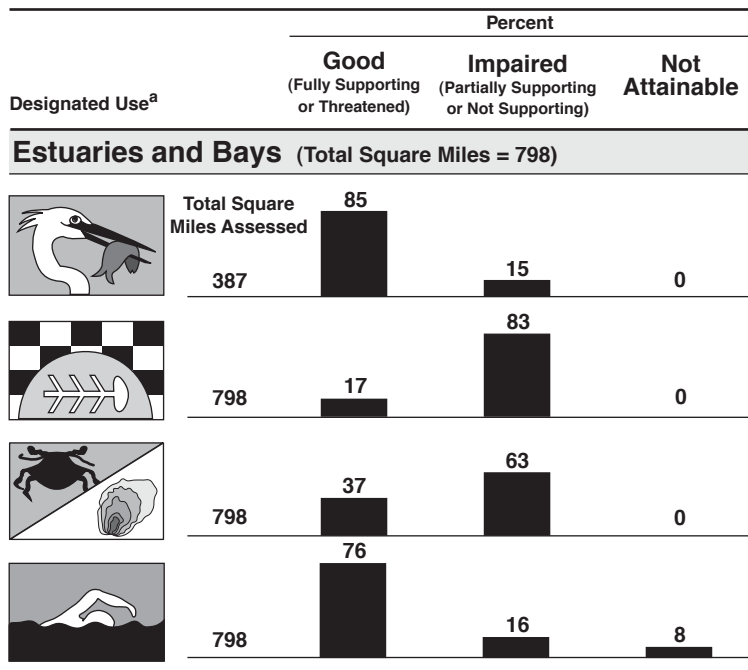 Percent
Designated Useᵃ
Good
(Fully Supporting
or Threatened)
Impaired
(Partially Supporting
or Not Supporting)
Not
Attainable
Estuaries and Bays (Total Square Miles = 798)
Total Square
Miles Assessed
387 85 15 0
798 17 83 0
798 37 63 0
798 76 16 8